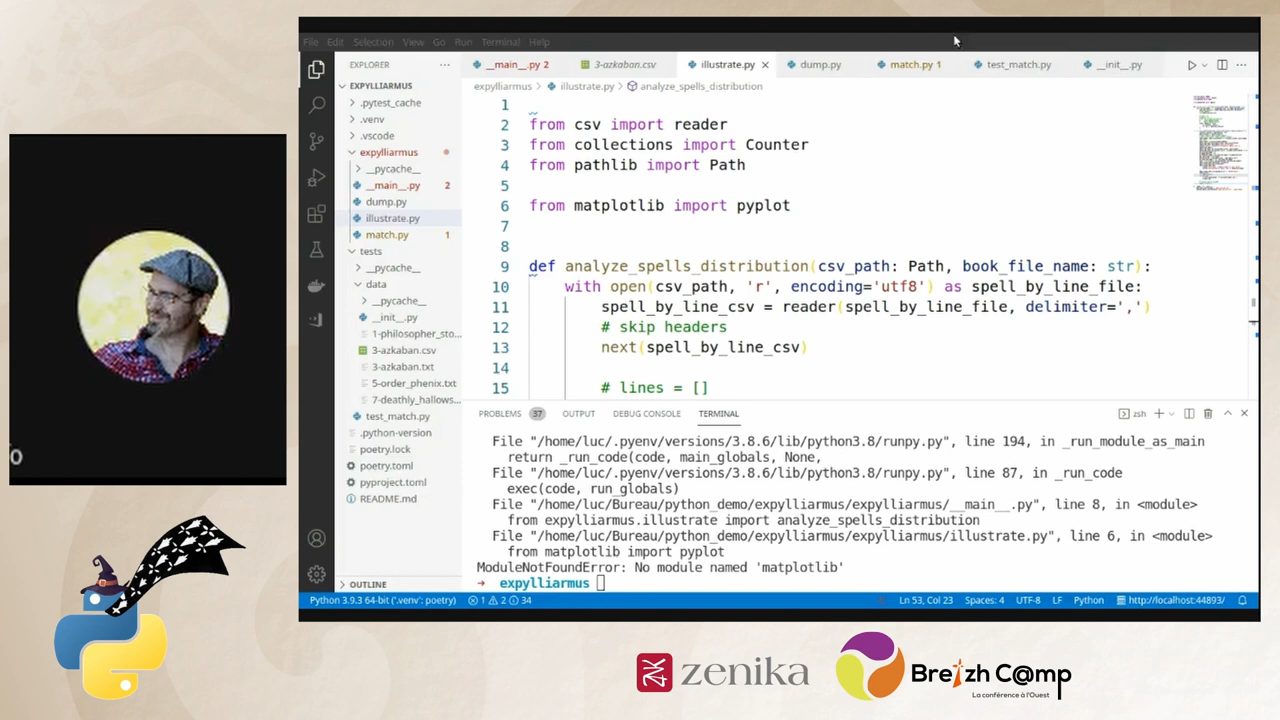 File Edit Selection View Go Run Terminal Help
EXPLORER ...
__main__.py 2 3-azkaban.csv illustrate.py dump.py match.py 1 test_match.py __init__.py
EXPYLLIARMUS
expylliarmus > illustrate.py > analyze_spells_distribution
.pytest_cache
.venv
.vscode
expylliarmus
__pycache__
__main__.py 2
dump.py
illustrate.py
match.py 1
tests
__pycache__
data
__pycache__
__init__.py
1-philosopher_sto...
3-azkaban.csv
3-azkaban.txt
5-order_phenix.txt
7-deathly_hallows...
test_match.py
.python-version
poetry.lock
poetry.toml
pyproject.toml
README.md
OUTLINE
1
2 from csv import reader
3 from collections import Counter
4 from pathlib import Path
5
6 from matplotlib import pyplot
7
8
9 def analyze_spells_distribution(csv_path: Path, book_file_name: str):
10 with open(csv_path, 'r', encoding='utf8') as spell_by_line_file:
11 spell_by_line_csv = reader(spell_by_line_file, delimiter=',')
12 # skip headers
13 next(spell_by_line_csv)
14
15 # lines = []
PROBLEMS 37 OUTPUT DEBUG CONSOLE TERMINAL zsh
File "/home/luc/.pyenv/versions/3.8.6/lib/python3.8/runpy.py", line 194, in _run_module_as_main
return _run_code(code, main_globals, None,
File "/home/luc/.pyenv/versions/3.8.6/lib/python3.8/runpy.py", line 87, in _run_code
exec(code, run_globals)
File "/home/luc/Bureau/python_demo/expylliarmus/expylliarmus/__main__.py", line 8, in <module>
from expylliarmus.illustrate import analyze_spells_distribution
File "/home/luc/Bureau/python_demo/expylliarmus/expylliarmus/illustrate.py", line 6, in <module>
from matplotlib import pyplot
ModuleNotFoundError: No module named 'matplotlib'
→ expylliarmus
Python 3.9.3 64-bit ('.venv': poetry) 1 2 34 Ln 53, Col 23 Spaces: 4 UTF-8 LF Python http://localhost:44893/
zenika
Breizh C@mp
La conférence à l'Ouest